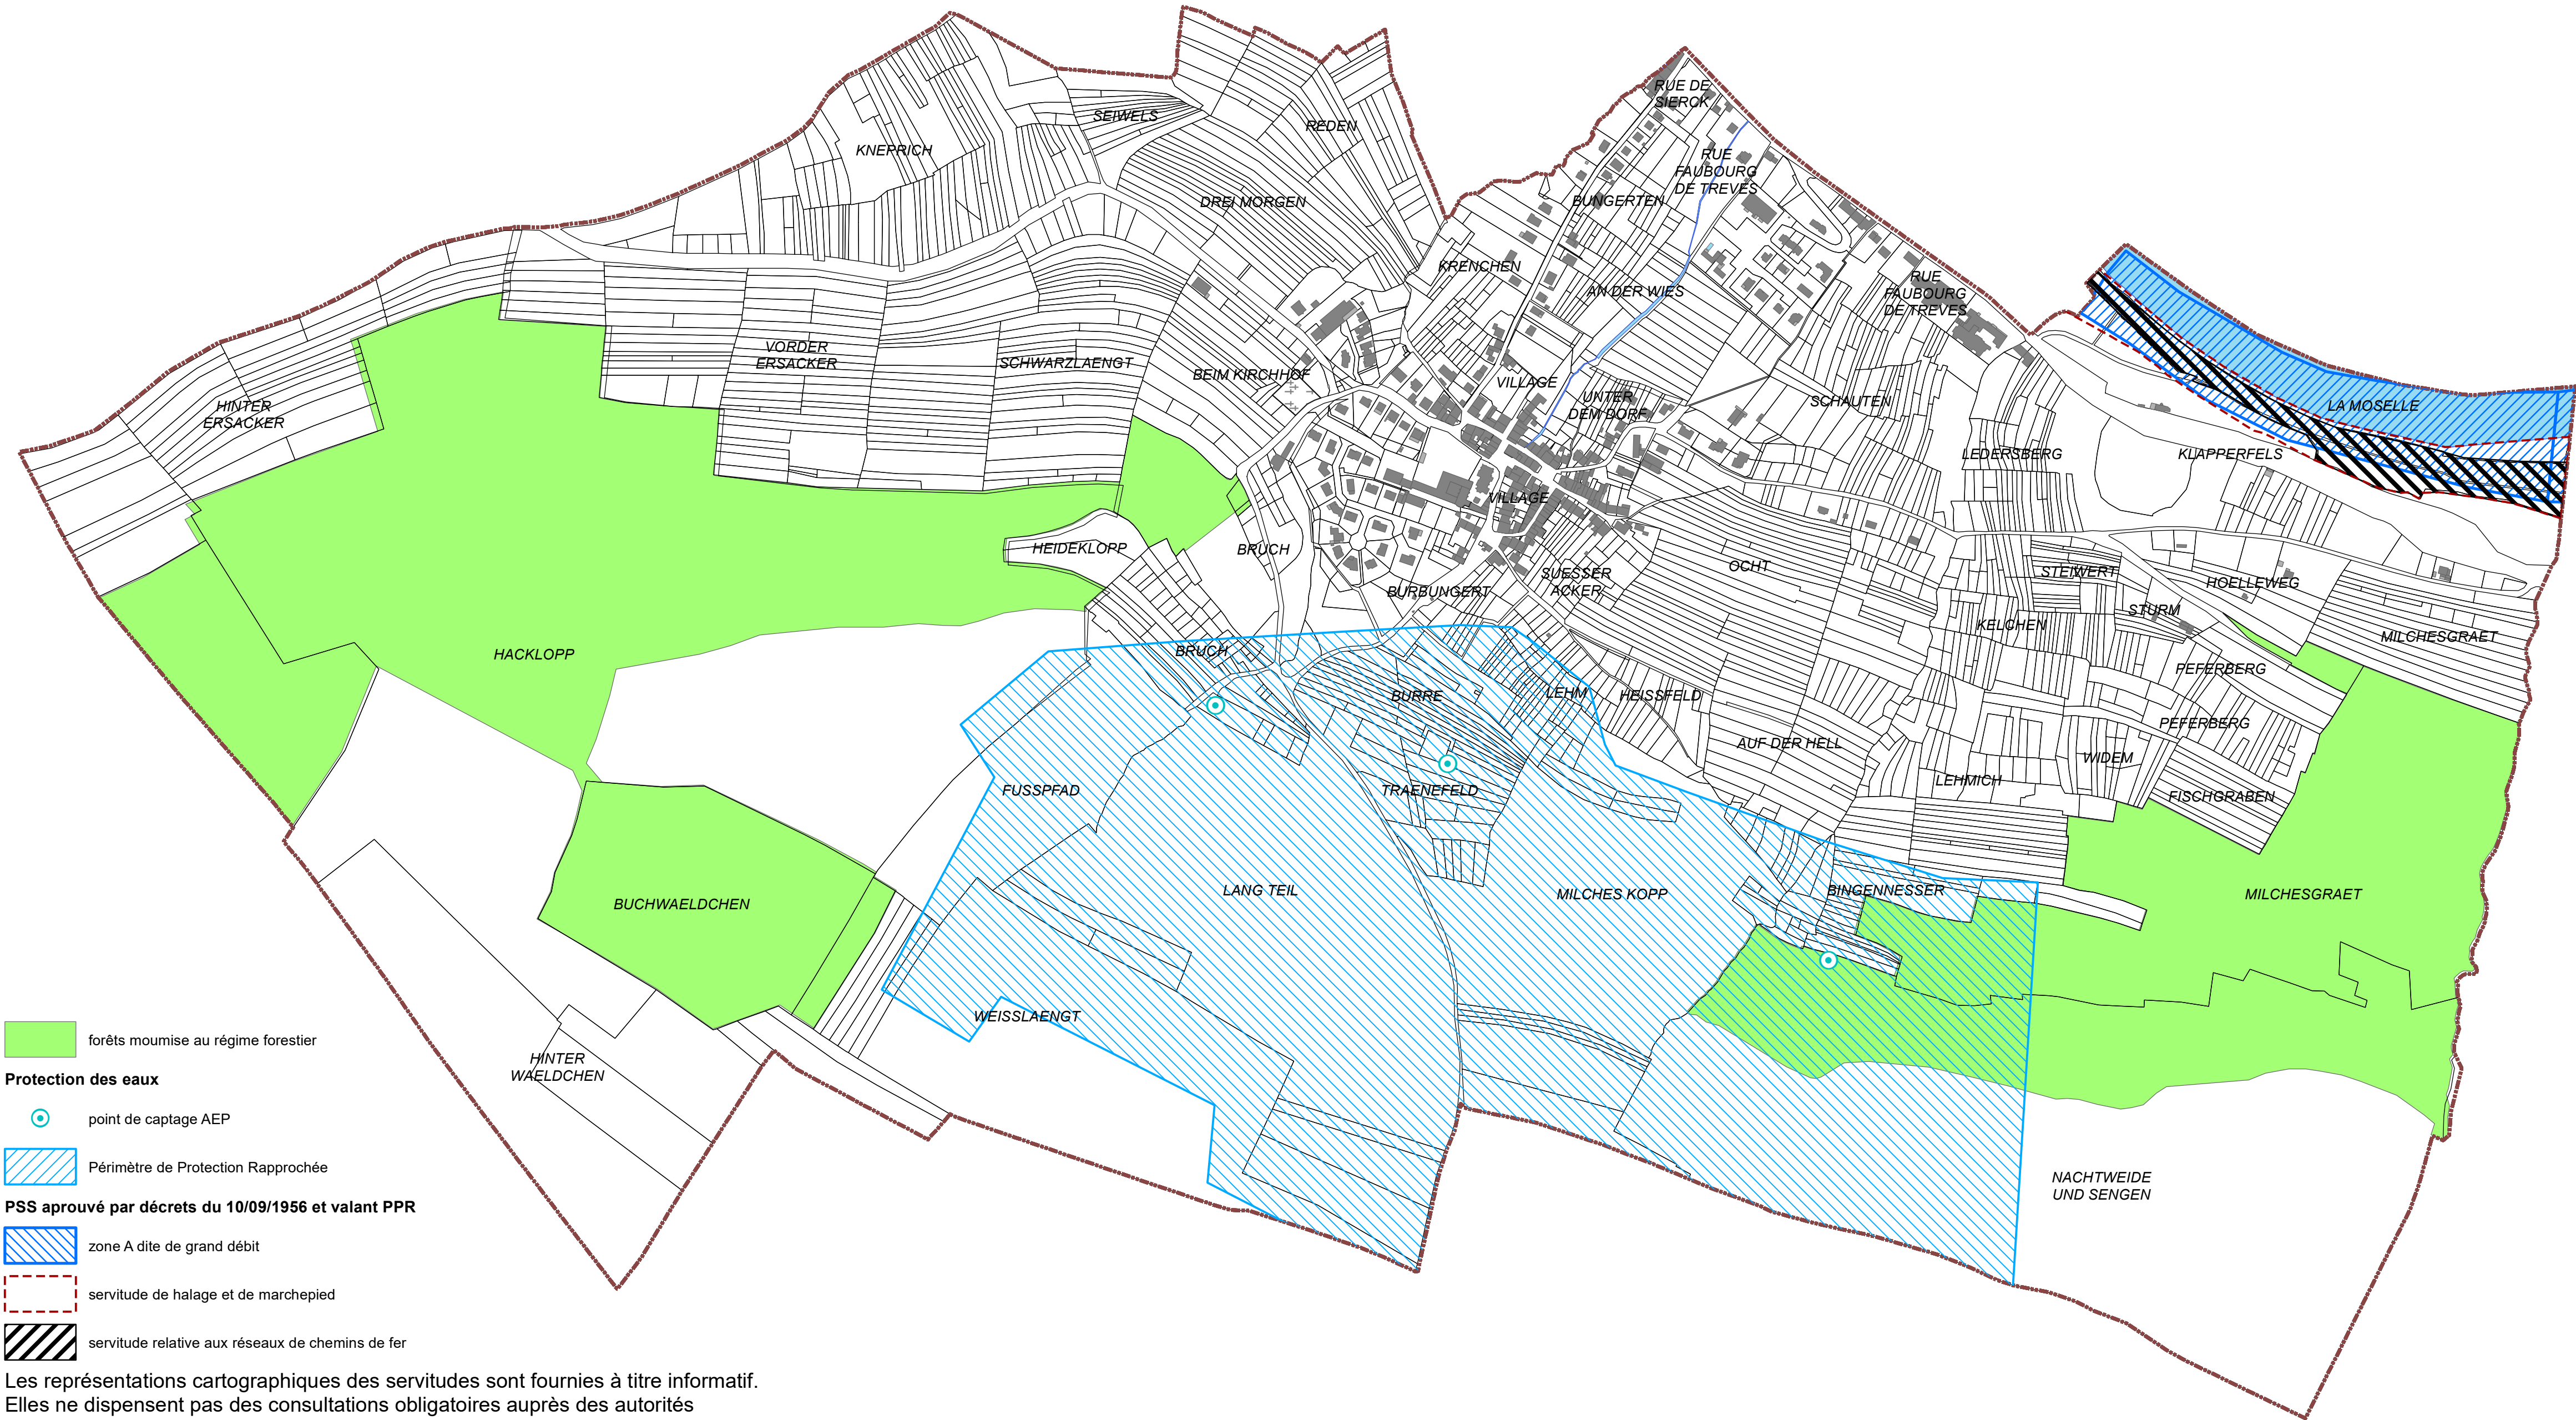 RUE DE
SIERCK
SEIWELS
REDEN
KNEPRICH
RUE
FAUBOURG
DE TREVES
DREI MORGEN
BUNGERTEN
KRENCHEN
AN DER WIES
RUE
FAUBOURG
DE TREVES
VORDER
ERSACKER
SCHWARZLAENGT
BEIM KIRCHHOF
VILLAGE
UNTER
DEM DORF
SCHAUTEN
LA MOSELLE
HINTER
ERSACKER
LEDERSBERG
KLAPPERFELS
VILLAGE
HEIDEKLOPP
BRUCH
BURBUNGERT
SUESSER
ACKER
OCHT
STEIWERT
HOELLEWEG
STURM
KELCHEN
MILCHESGRAET
HACKLOPP
BRUCH
BURRE
LEHM
HEISSFELD
PEFERBERG
PEFERBERG
AUF DER HELL
WIDEM
LEHMICH
FISCHGRABEN
FUSSPFAD
TRAENEFELD
BUCHWAELDCHEN
LANG TEIL
MILCHES KOPP
BINGENNESSER
MILCHESGRAET
WEISSLAENGT
HINTER
WAELDCHEN
NACHTWEIDE
UND SENGEN
forêts moumise au régime forestier
Protection des eaux
point de captage AEP
Périmètre de Protection Rapprochée
PSS aprouvé par décrets du 10/09/1956 et valant PPR
zone A dite de grand débit
servitude de halage et de marchepied
servitude relative aux réseaux de chemins de fer
Les représentations cartographiques des servitudes sont fournies à titre informatif.
Elles ne dispensent pas des consultations obligatoires auprès des autorités